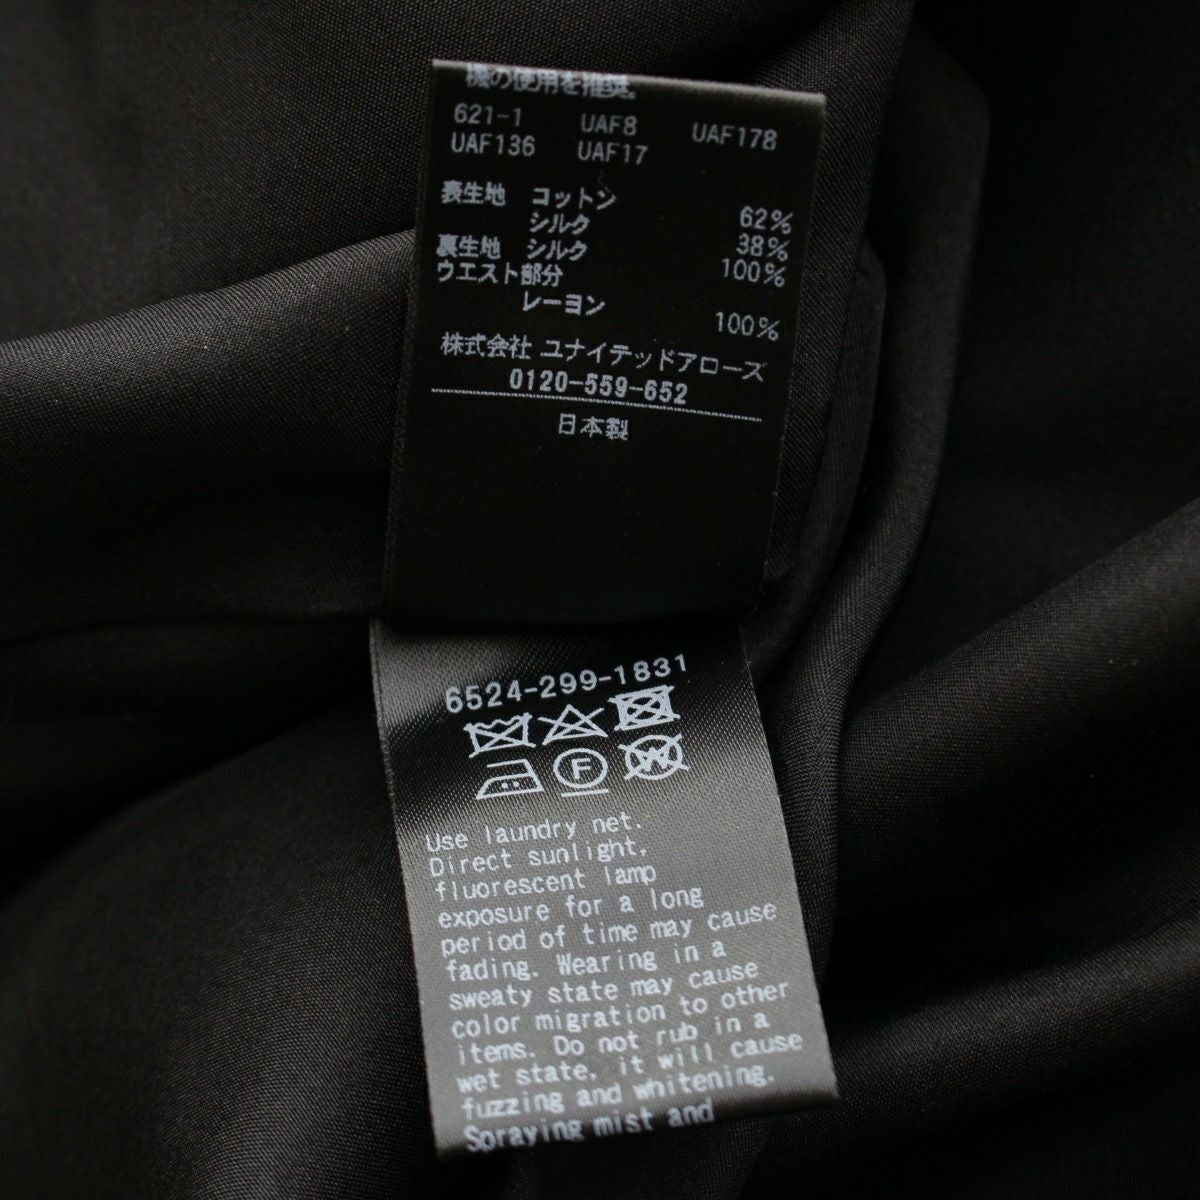 機の使用を推奨。
621-1 UAF8 UAF178
UAF136 UAF17
表生地 コットン 62%
シルク 38%
裏生地 シルク 100%
ウエスト部分
レーヨン 100%
株式会社 ユナイテッドアローズ
0120-559-652
日本製
6524-299-1831
F W
Use laundry net.
Direct sunlight,
fluorescent lamp
exposure for a long
period of time may cause
fading. Wearing in a
sweaty state may cause
color migration to other
items. Do not rub in a
wet state, it will cause
fuzzing and whitening.
Spraying mist and